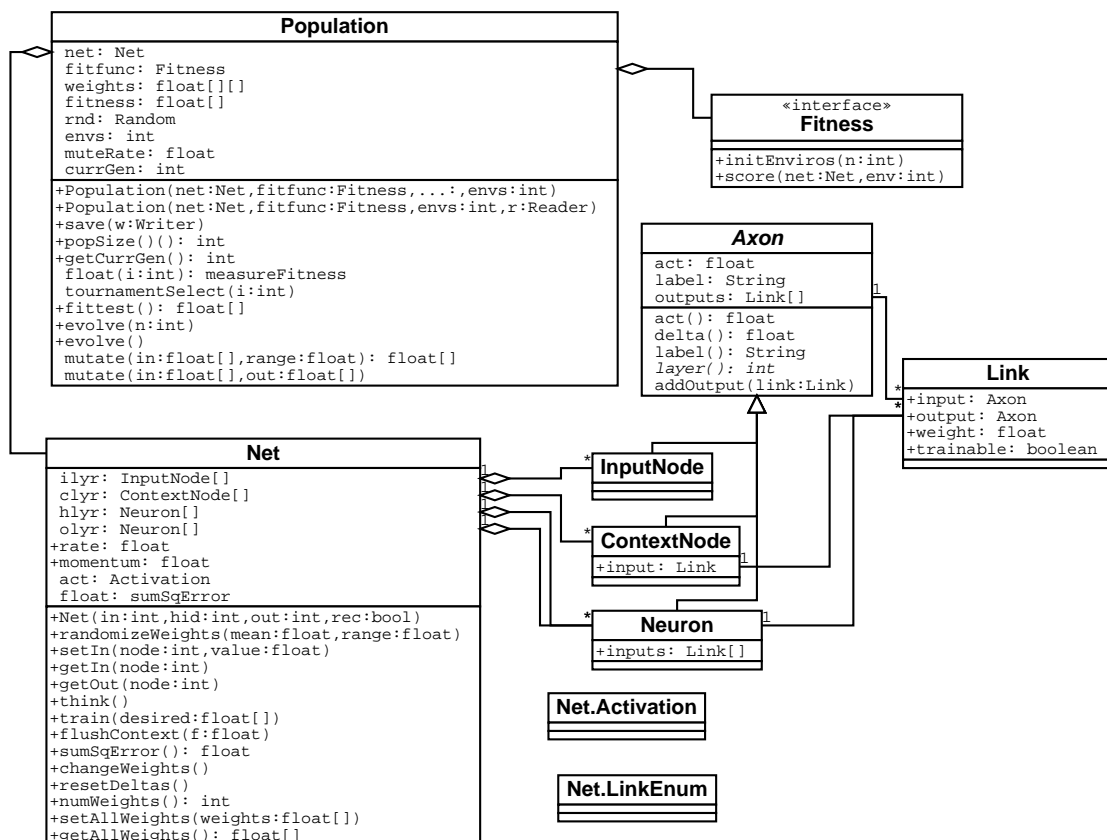 Population
net: Net
fitfunc: Fitness
weights: float[][]
fitness: float[]
rnd: Random
envs: int
muteRate: float
currGen: int
+Population(net:Net,fitfunc:Fitness,...:,envs:int)
+Population(net:Net,fitfunc:Fitness,envs:int,r:Reader)
+save(w:Writer)
+popSize()(): int
+getCurrGen(): int
float(i:int): measureFitness
tournamentSelect(i:int)
+fittest(): float[]
+evolve(n:int)
+evolve()
mutate(in:float[],range:float): float[]
mutate(in:float[],out:float[])
«interface»
Fitness
+initEnviros(n:int)
+score(net:Net,env:int)
Axon
act: float
label: String
outputs: Link[]
act(): float
delta(): float
label(): String
layer(): int
addOutput(link:Link)
1
*
*
Link
+input: Axon
+output: Axon
+weight: float
+trainable: boolean
Net
ilyr: InputNode[]
clyr: ContextNode[]
hlyr: Neuron[]
olyr: Neuron[]
+rate: float
+momentum: float
act: Activation
float: sumSqError
+Net(in:int,hid:int,out:int,rec:bool)
+randomizeWeights(mean:float,range:float)
+setIn(node:int,value:float)
+getIn(node:int)
+getOut(node:int)
+think()
+train(desired:float[])
+flushContext(f:float)
+sumSqError(): float
+changeWeights()
+resetDeltas()
+numWeights(): int
+setAllWeights(weights:float[])
+getAllWeights(): float[]
1
1
1
1
*
InputNode
*
ContextNode
+input: Link
1
*
Neuron
+inputs: Link[]
1
Net.Activation
Net.LinkEnum